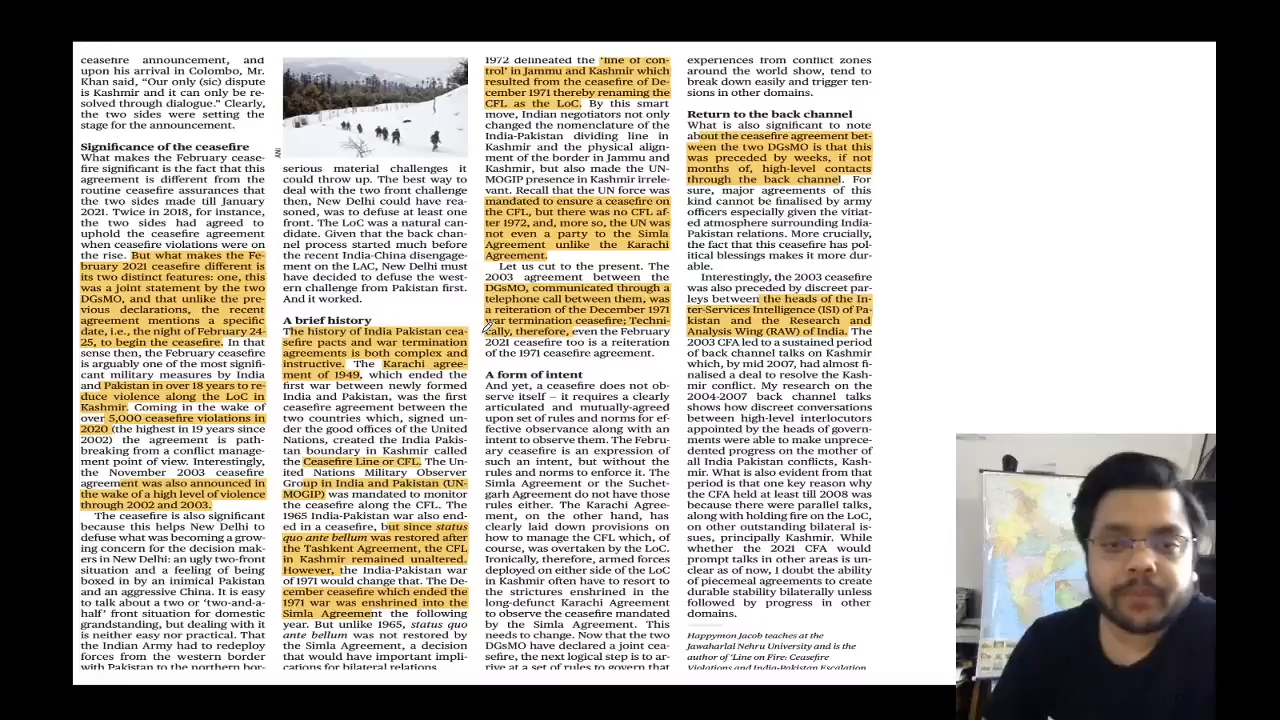 ceasefire announcement, and
upon his arrival in Colombo, Mr.
Khan said, “Our only (sic) dispute
is Kashmir and it can only be re-
solved through dialogue.” Clearly,
the two sides were setting the
stage for the announcement.
Significance of the ceasefire
What makes the February cease-
fire significant is the fact that this
agreement is different from the
routine ceasefire assurances that
the two sides made till January
2021. Twice in 2018, for instance,
the two sides had agreed to
uphold the ceasefire agreement
when ceasefire violations were on
the rise. But what makes the Fe-
bruary 2021 ceasefire different is
its two distinct features: one, this
was a joint statement by the two
DGsMO, and that unlike the pre-
vious declarations, the recent
agreement mentions a specific
date, i.e., the night of February 24-
25, to begin the ceasefire. In that
sense then, the February ceasefire
is arguably one of the most signifi-
cant military measures by India
and Pakistan in over 18 years to re-
duce violence along the LoC in
Kashmir. Coming in the wake of
over 5,000 ceasefire violations in
2020 (the highest in 19 years since
2002) the agreement is path-
breaking from a conflict manage-
ment point of view. Interestingly,
the November 2003 ceasefire
agreement was also announced in
the wake of a high level of violence
through 2002 and 2003.
The ceasefire is also significant
because this helps New Delhi to
defuse what was becoming a grow-
ing concern for the decision mak-
ers in New Delhi: an ugly two-front
situation and a feeling of being
boxed in by an inimical Pakistan
and an aggressive China. It is easy
to talk about a two or ‘two-and-a-
half’ front situation for domestic
grandstanding, but dealing with it
is neither easy nor practical. That
the Indian Army had to redeploy
forces from the western border
with Pakistan to the northern bor-
ANI
serious material challenges it
could throw up. The best way to
deal with the two front challenge
then, New Delhi could have rea-
soned, was to defuse at least one
front. The LoC was a natural can-
didate. Given that the back chan-
nel process started much before
the recent India-China disengage-
ment on the LAC, New Delhi must
have decided to defuse the west-
ern challenge from Pakistan first.
And it worked.
A brief history
The history of India Pakistan cea-
sefire pacts and war termination
agreements is both complex and
instructive. The Karachi agree-
ment of 1949, which ended the
first war between newly formed
India and Pakistan, was the first
ceasefire agreement between the
two countries which, signed un-
der the good offices of the United
Nations, created the India Pakis-
tan boundary in Kashmir called
the Ceasefire Line or CFL. The Un-
ited Nations Military Observer
Group in India and Pakistan (UN-
MOGIP) was mandated to monitor
the ceasefire along the CFL. The
1965 India-Pakistan war also end-
ed in a ceasefire, but since status
quo ante bellum was restored after
the Tashkent Agreement, the CFL
in Kashmir remained unaltered.
However, the India-Pakistan war
of 1971 would change that. The De-
cember ceasefire which ended the
1971 war was enshrined into the
Simla Agreement the following
year. But unlike 1965, status quo
ante bellum was not restored by
the Simla Agreement, a decision
that would have important impli-
cations for bilateral relations.
1972 delineated the ‘line of con-
trol’ in Jammu and Kashmir which
resulted from the ceasefire of De-
cember 1971 thereby renaming the
CFL as the LoC. By this smart
move, Indian negotiators not only
changed the nomenclature of the
India-Pakistan dividing line in
Kashmir and the physical align-
ment of the border in Jammu and
Kashmir, but also made the UN-
MOGIP presence in Kashmir irrele-
vant. Recall that the UN force was
mandated to ensure a ceasefire on
the CFL, but there was no CFL af-
ter 1972, and, more so, the UN was
not even a party to the Simla
Agreement unlike the Karachi
Agreement.
Let us cut to the present. The
2003 agreement between the
DGsMO, communicated through a
telephone call between them, was
a reiteration of the December 1971
war termination ceasefire; Techni-
cally, therefore, even the February
2021 ceasefire too is a reiteration
of the 1971 ceasefire agreement.
A form of intent
And yet, a ceasefire does not ob-
serve itself — it requires a clearly
articulated and mutually-agreed
upon set of rules and norms for ef-
fective observance along with an
intent to observe them. The Febru-
ary ceasefire is an expression of
such an intent, but without the
rules and norms to enforce it. The
Simla Agreement or the Suchet-
garh Agreement do not have those
rules either. The Karachi Agree-
ment, on the other hand, has
clearly laid down provisions on
how to manage the CFL which, of
course, was overtaken by the LoC.
Ironically, therefore, armed forces
deployed on either side of the LoC
in Kashmir often have to resort to
the strictures enshrined in the
long-defunct Karachi Agreement
to observe the ceasefire mandated
by the Simla Agreement. This
needs to change. Now that the two
DGsMO have declared a joint cea-
sefire, the next logical step is to ar-
rive at a set of rules to govern that
experiences from conflict zones
around the world show, tend to
break down easily and trigger ten-
sions in other domains.
Return to the back channel
What is also significant to note
about the ceasefire agreement bet-
ween the two DGsMO is that this
was preceded by weeks, if not
months of, high-level contacts
through the back channel. For
sure, major agreements of this
kind cannot be finalised by army
officers especially given the vitiat-
ed atmosphere surrounding India-
Pakistan relations. More crucially,
the fact that this ceasefire has pol-
itical blessings makes it more dur-
able.
Interestingly, the 2003 ceasefire
was also preceded by discreet par-
leys between the heads of the In-
ter-Services Intelligence (ISI) of Pa-
kistan and the Research and
Analysis Wing (RAW) of India. The
2003 CFA led to a sustained period
of back channel talks on Kashmir
which, by mid 2007, had almost fi-
nalised a deal to resolve the Kash-
mir conflict. My research on the
2004-2007 back channel talks
shows how discreet conversations
between high-level interlocutors
appointed by the heads of govern-
ments were able to make unprece-
dented progress on the mother of
all India Pakistan conflicts, Kash-
mir. What is also evident from that
period is that one key reason why
the CFA held at least till 2008 was
because there were parallel talks,
along with holding fire on the LoC,
on other outstanding bilateral is-
sues, principally Kashmir. While
whether the 2021 CFA would
prompt talks in other areas is un-
clear as of now, I doubt the ability
of piecemeal agreements to create
durable stability bilaterally unless
followed by progress in other
domains.
Happymon Jacob teaches at the
Jawaharlal Nehru University and is the
author of ‘Line on Fire: Ceasefire
Violations and India-Pakistan Escalation